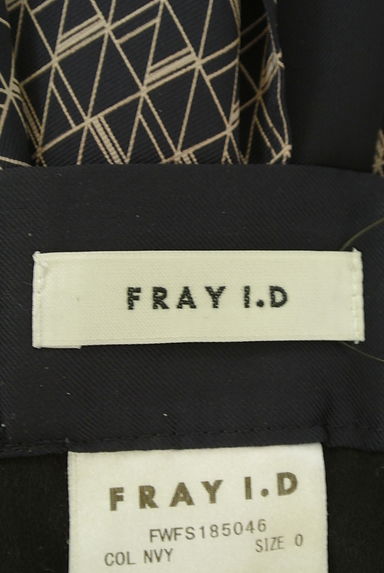 FRAY I.D
FRAY I.D
FWFS185046
COL NVY SIZE 0